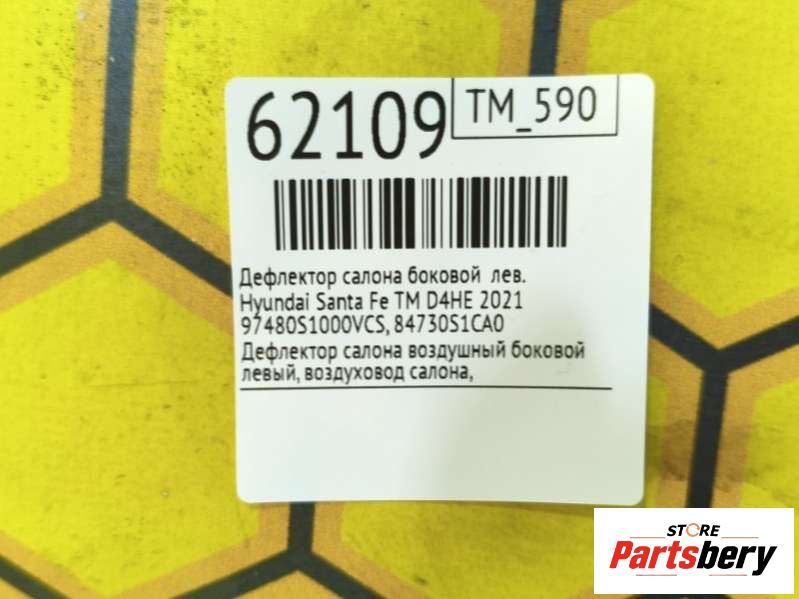 62109
TM_590
Дефлектор салона боковой лев.
Hyundai Santa Fe TM D4HE 2021
97480S1000VCS, 84730S1CA0
Дефлектор салона воздушный боковой
левый, воздуховод салона,
STORE
Partsbery